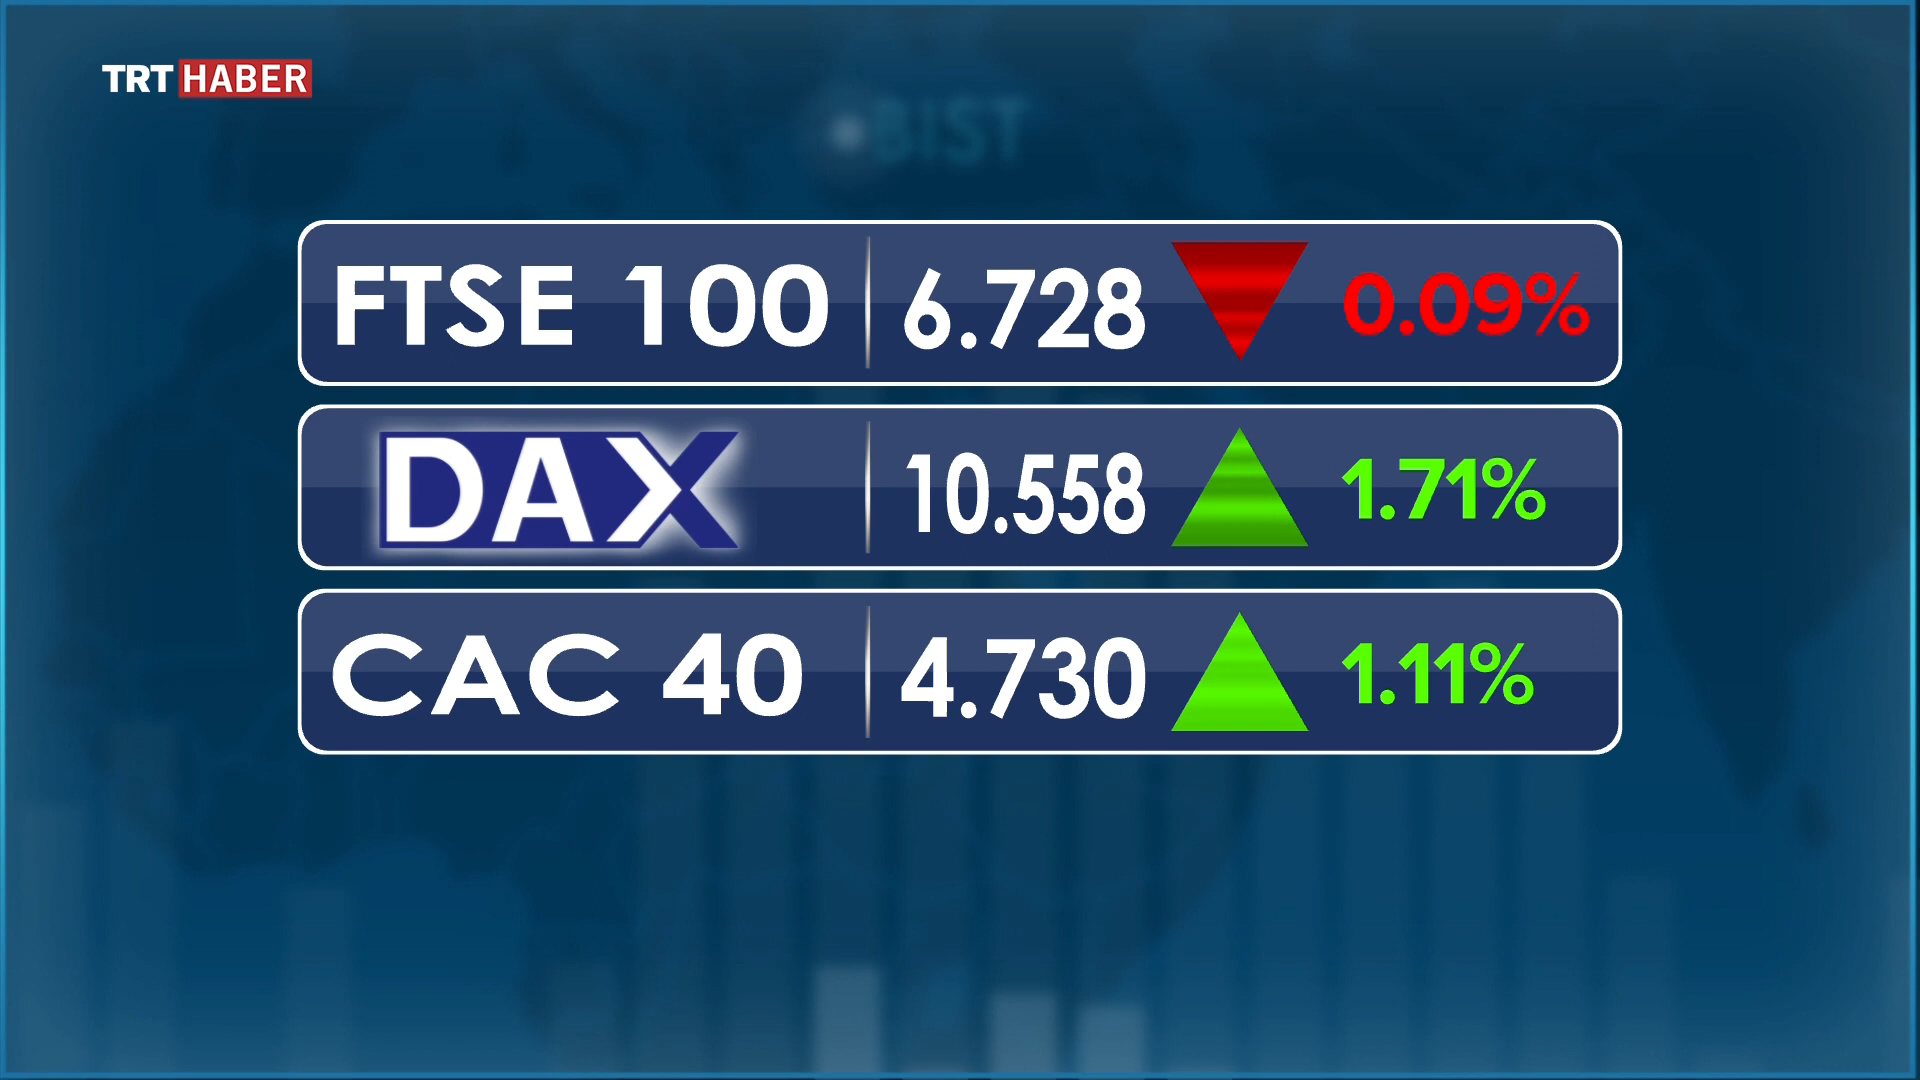 TRT HABER
BIST
FTSE 100 6.728 0.09%
DAX 10.558 1.71%
CAC 40 4.730 1.11%